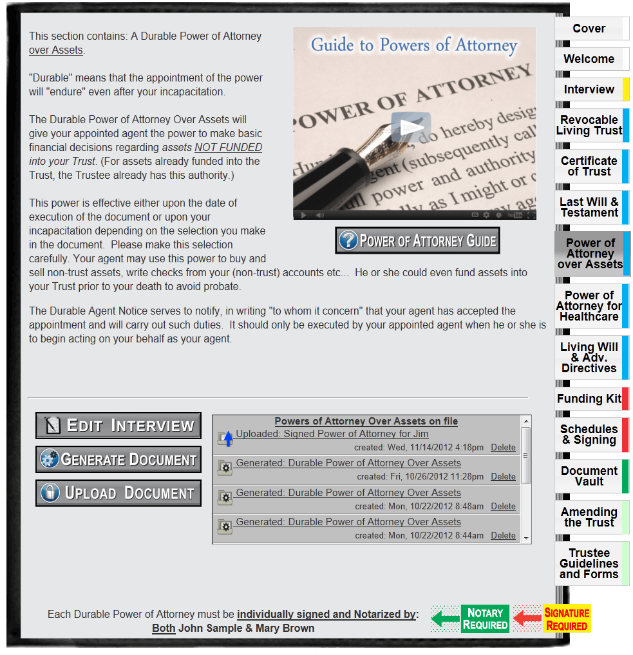 This section contains: A Durable Power of Attorney
over Assets.
"Durable" means that the appointment of the power
will "endure" even after your incapacitation.
The Durable Power of Attorney Over Assets will
give your appointed agent the power to make basic
financial decisions regarding assets NOT FUNDED
into your Trust. (For assets already funded into the
Trust, the Trustee already has this authority.)
This power is effective either upon the date of
execution of the document or upon your
incapacitation depending on the selection you make
in the document. Please make this selection
carefully. Your agent may use this power to buy and
sell non-trust assets, write checks from your (non-trust) accounts etc... He or she could even fund assets into
your Trust prior to your death to avoid probate.
The Durable Agent Notice serves to notify, in writing "to whom it concern" that your agent has accepted the
appointment and will carry out such duties. It should only be executed by your appointed agent when he or she is
to begin acting on your behalf as your agent.
Guide to Powers of Attorney
POWER OF ATTORNEY
do hereby desig
gent (subsequently cal
ll power and authority
as I might or c
POWER OF ATTORNEY GUIDE
EDIT INTERVIEW
GENERATE DOCUMENT
UPLOAD DOCUMENT
Powers of Attorney Over Assets on file
Uploaded: Signed Power of Attorney for Jim
created: Wed, 11/14/2012 4:18pm Delete
Generated: Durable Power of Attorney Over Assets
created: Fri, 10/26/2012 11:28pm Delete
Generated: Durable Power of Attorney Over Assets
created: Mon, 10/22/2012 8:48am Delete
Generated: Durable Power of Attorney Over Assets
created: Mon, 10/22/2012 8:44am Delete
Each Durable Power of Attorney must be individually signed and Notarized by:
Both John Sample & Mary Brown
NOTARY
REQUIRED
SIGNATURE
REQUIRED
Cover
Welcome
Interview
Revocable
Living Trust
Certificate
of Trust
Last Will &
Testament
Power of
Attorney
over Assets
Power of
Attorney for
Healthcare
Living Will
& Adv.
Directives
Funding Kit
Schedules
& Signing
Document
Vault
Amending
the Trust
Trustee
Guidelines
and Forms